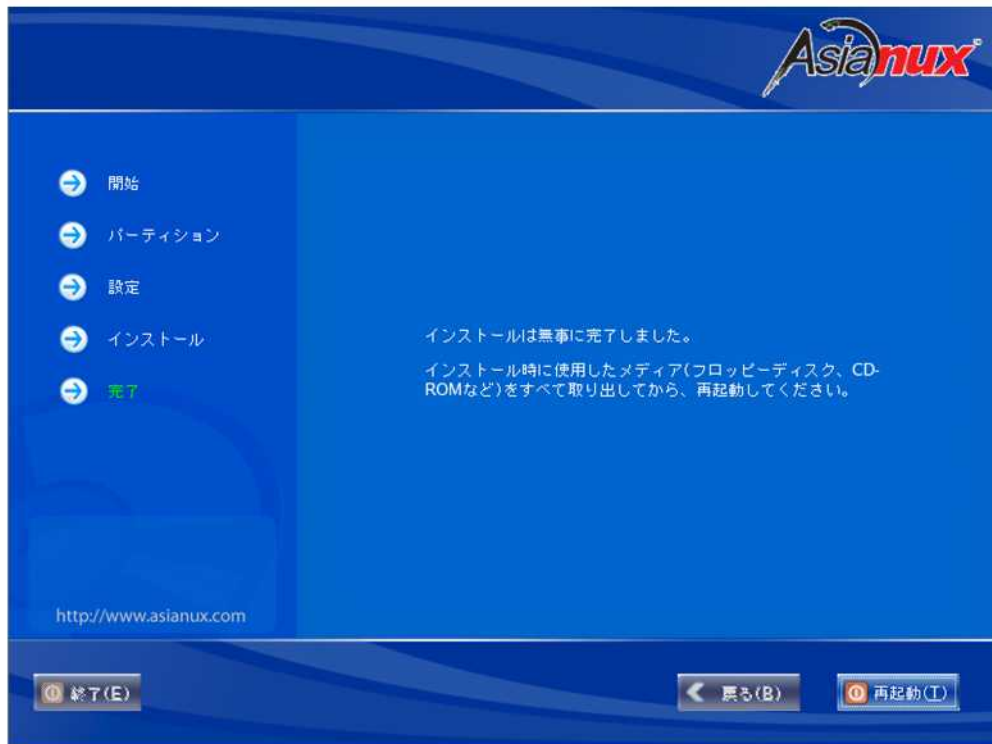 Asianux
開始
パーティション
設定
インストール
完了
インストールは無事に完了しました。
インストール時に使用したメディア(フロッピーディスク、CD-
ROMなど)をすべて取り出してから、再起動してください。
http://www.asianux.com
終了(E)
戻る(B)
再起動(T)